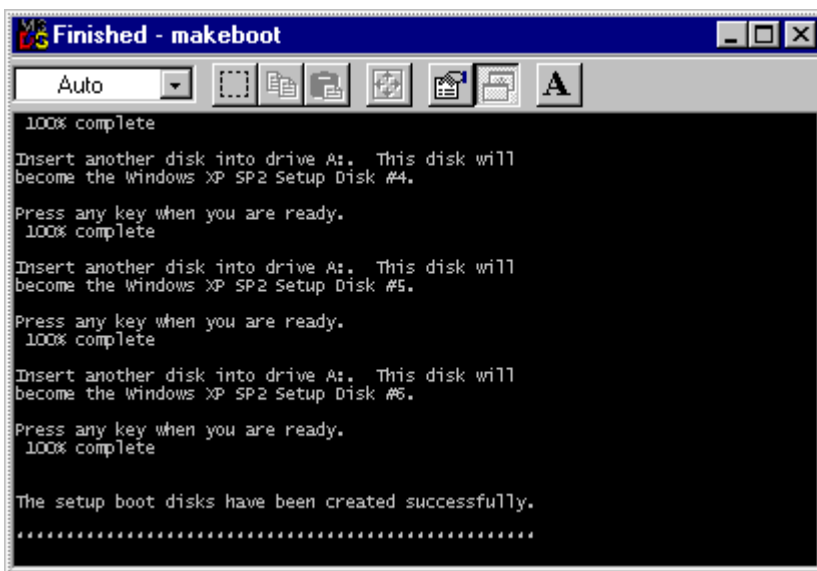 Finished - makeboot
Auto
A
100% complete
Insert another disk into drive A:.  This disk will
become the Windows XP SP2 Setup Disk #4.
Press any key when you are ready.
100% complete
Insert another disk into drive A:.  This disk will
become the Windows XP SP2 Setup Disk #5.
Press any key when you are ready.
100% complete
Insert another disk into drive A:.  This disk will
become the Windows XP SP2 Setup Disk #6.
Press any key when you are ready.
100% complete
The setup boot disks have been created successfully.